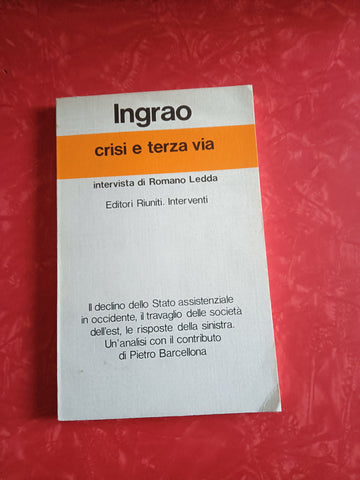 Ingrao
crisi e terza via
intervista di Romano Ledda
Editori Riuniti. Interventi
Il declino dello Stato assistenziale
in occidente, il travaglio delle società
dell'est, le risposte della sinistra.
Un'analisi con il contributo
di Pietro Barcellona